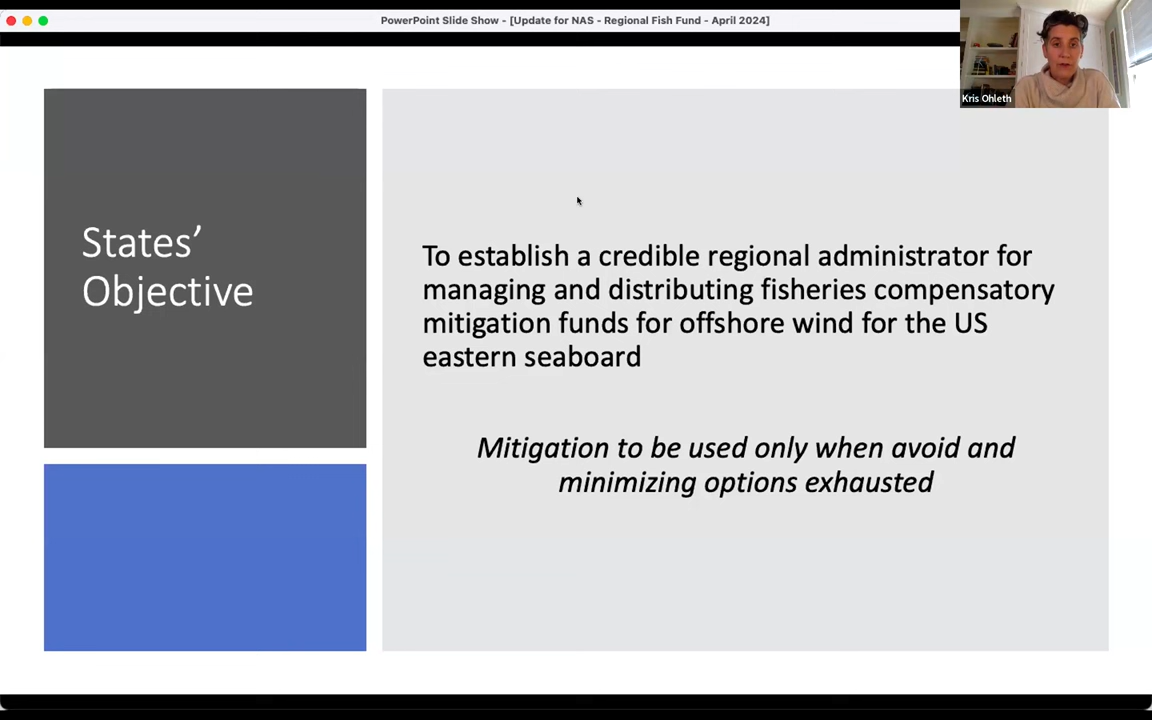 PowerPoint Slide Show - [Update for NAS - Regional Fish Fund - April 2024]
Kris Ohleth
States’
Objective
To establish a credible regional administrator for
managing and distributing fisheries compensatory
mitigation funds for offshore wind for the US
eastern seaboard
Mitigation to be used only when avoid and
minimizing options exhausted